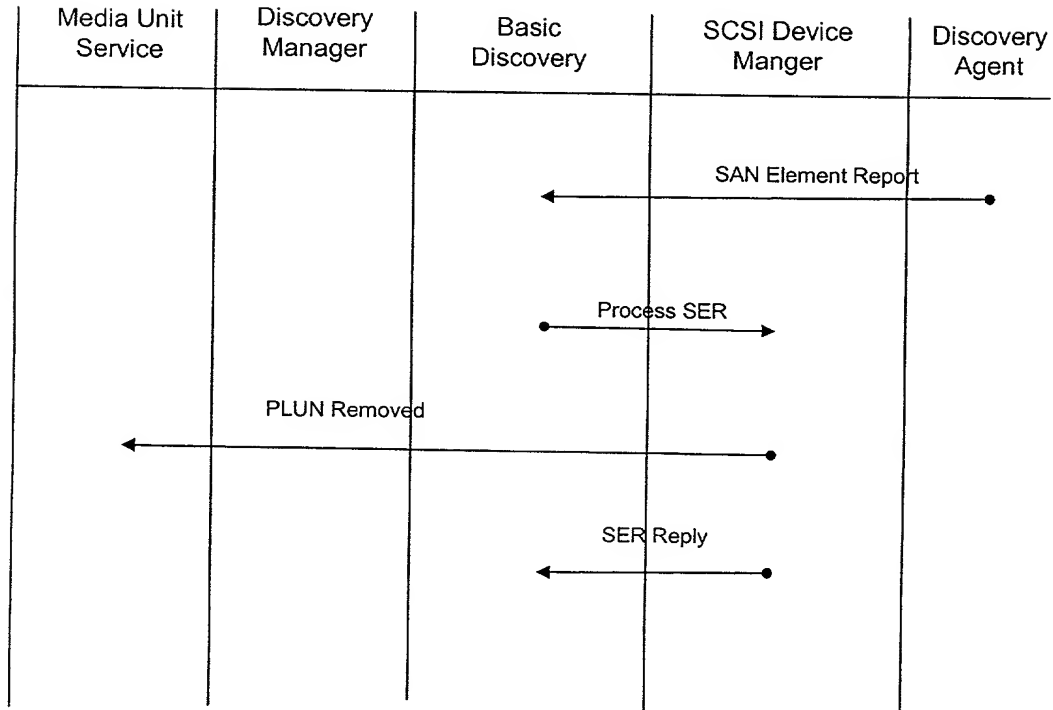 Media Unit
Service
Discovery
Manager
Basic
Discovery
SCSI Device
Manger
Discovery
Agent
SAN Element Report
Process SER
PLUN Removed
SER Reply